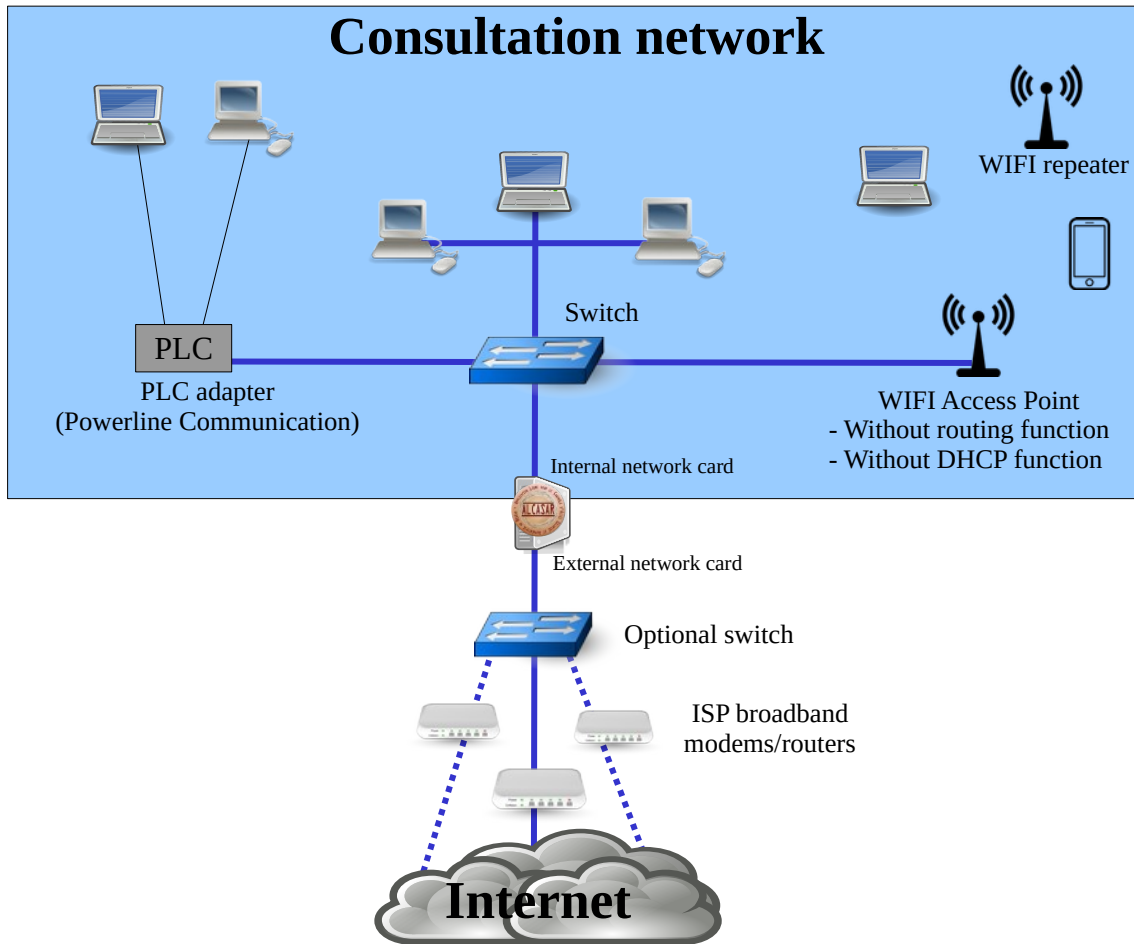 Consultation network
WIFI repeater
Switch
PLC
PLC adapter
(Powerline Communication)
WIFI Access Point
- Without routing function
- Without DHCP function
Internal network card
ALCASAR
External network card
Optional switch
ISP broadband
modems/routers
Internet